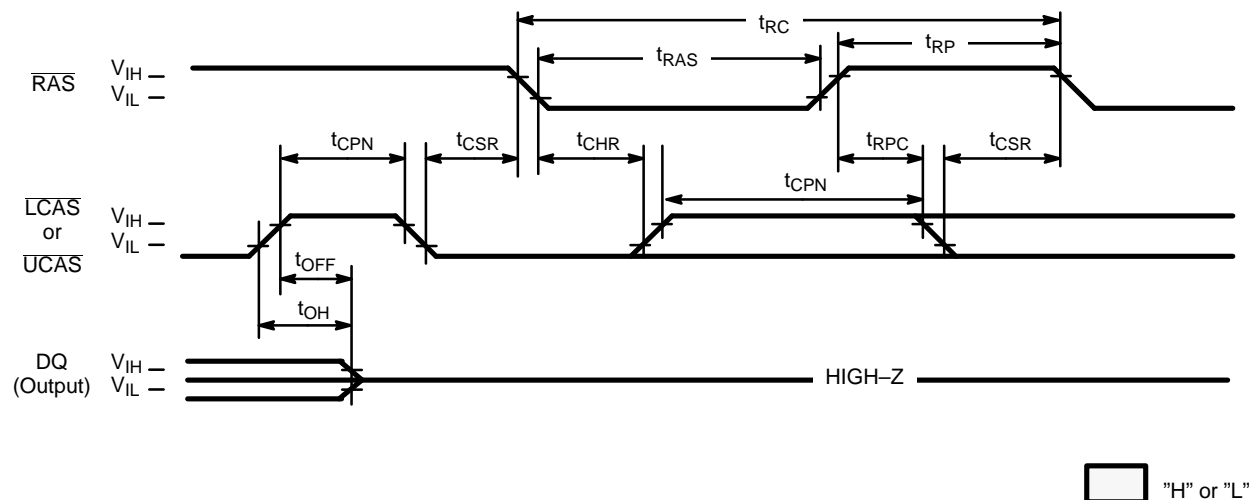 tRC
tRAS
tRP
RAS
VIH
VIL
tCPN
tCSR
tCHR
tRPC
tCSR
tCPN
LCAS
or
UCAS
VIH
VIL
tOFF
tOH
DQ
(Output)
VIH
VIL
HIGH–Z
”H” or ”L”